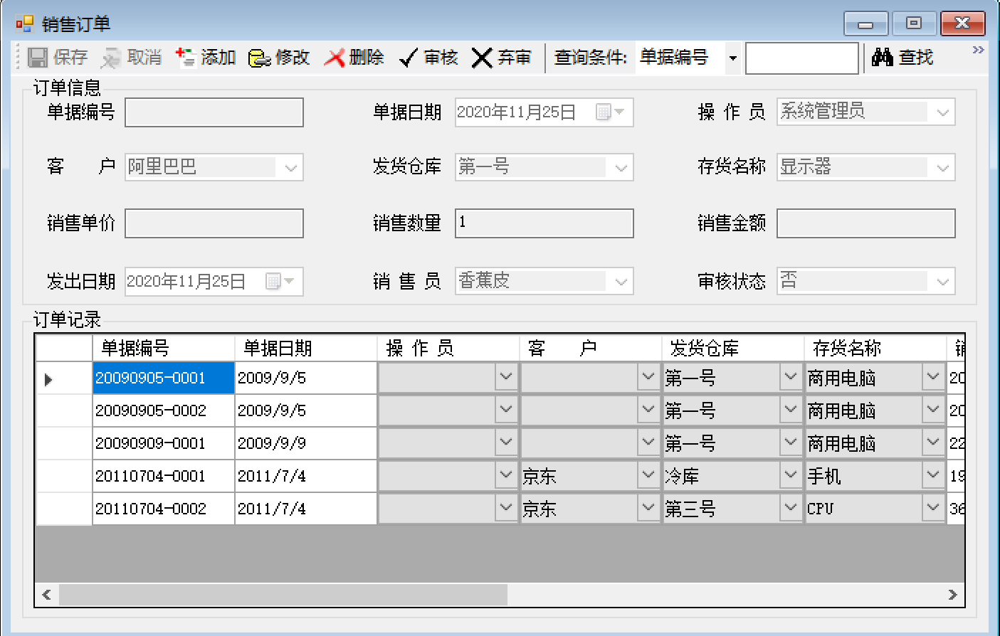 销售订单
保存 取消 添加 修改 删除 审核 弃审 查询条件: 单据编号 查找 »
订单信息
单据编号 单据日期 2020年11月25日 操 作 员 系统管理员
客 户 阿里巴巴 发货仓库 第一号 存货名称 显示器
销售单价 销售数量 1 销售金额
发出日期 2020年11月25日 销 售 员 香蕉皮 审核状态 否
订单记录
单据编号 单据日期 操 作 员 客 户 发货仓库 存货名称
20090905-0001 2009/9/5 第一号 商用电脑 20
20090905-0002 2009/9/5 第一号 商用电脑 20
20090909-0001 2009/9/9 第一号 商用电脑 22
20110704-0001 2011/7/4 京东 冷库 手机 19
20110704-0002 2011/7/4 京东 第三号 CPU 36